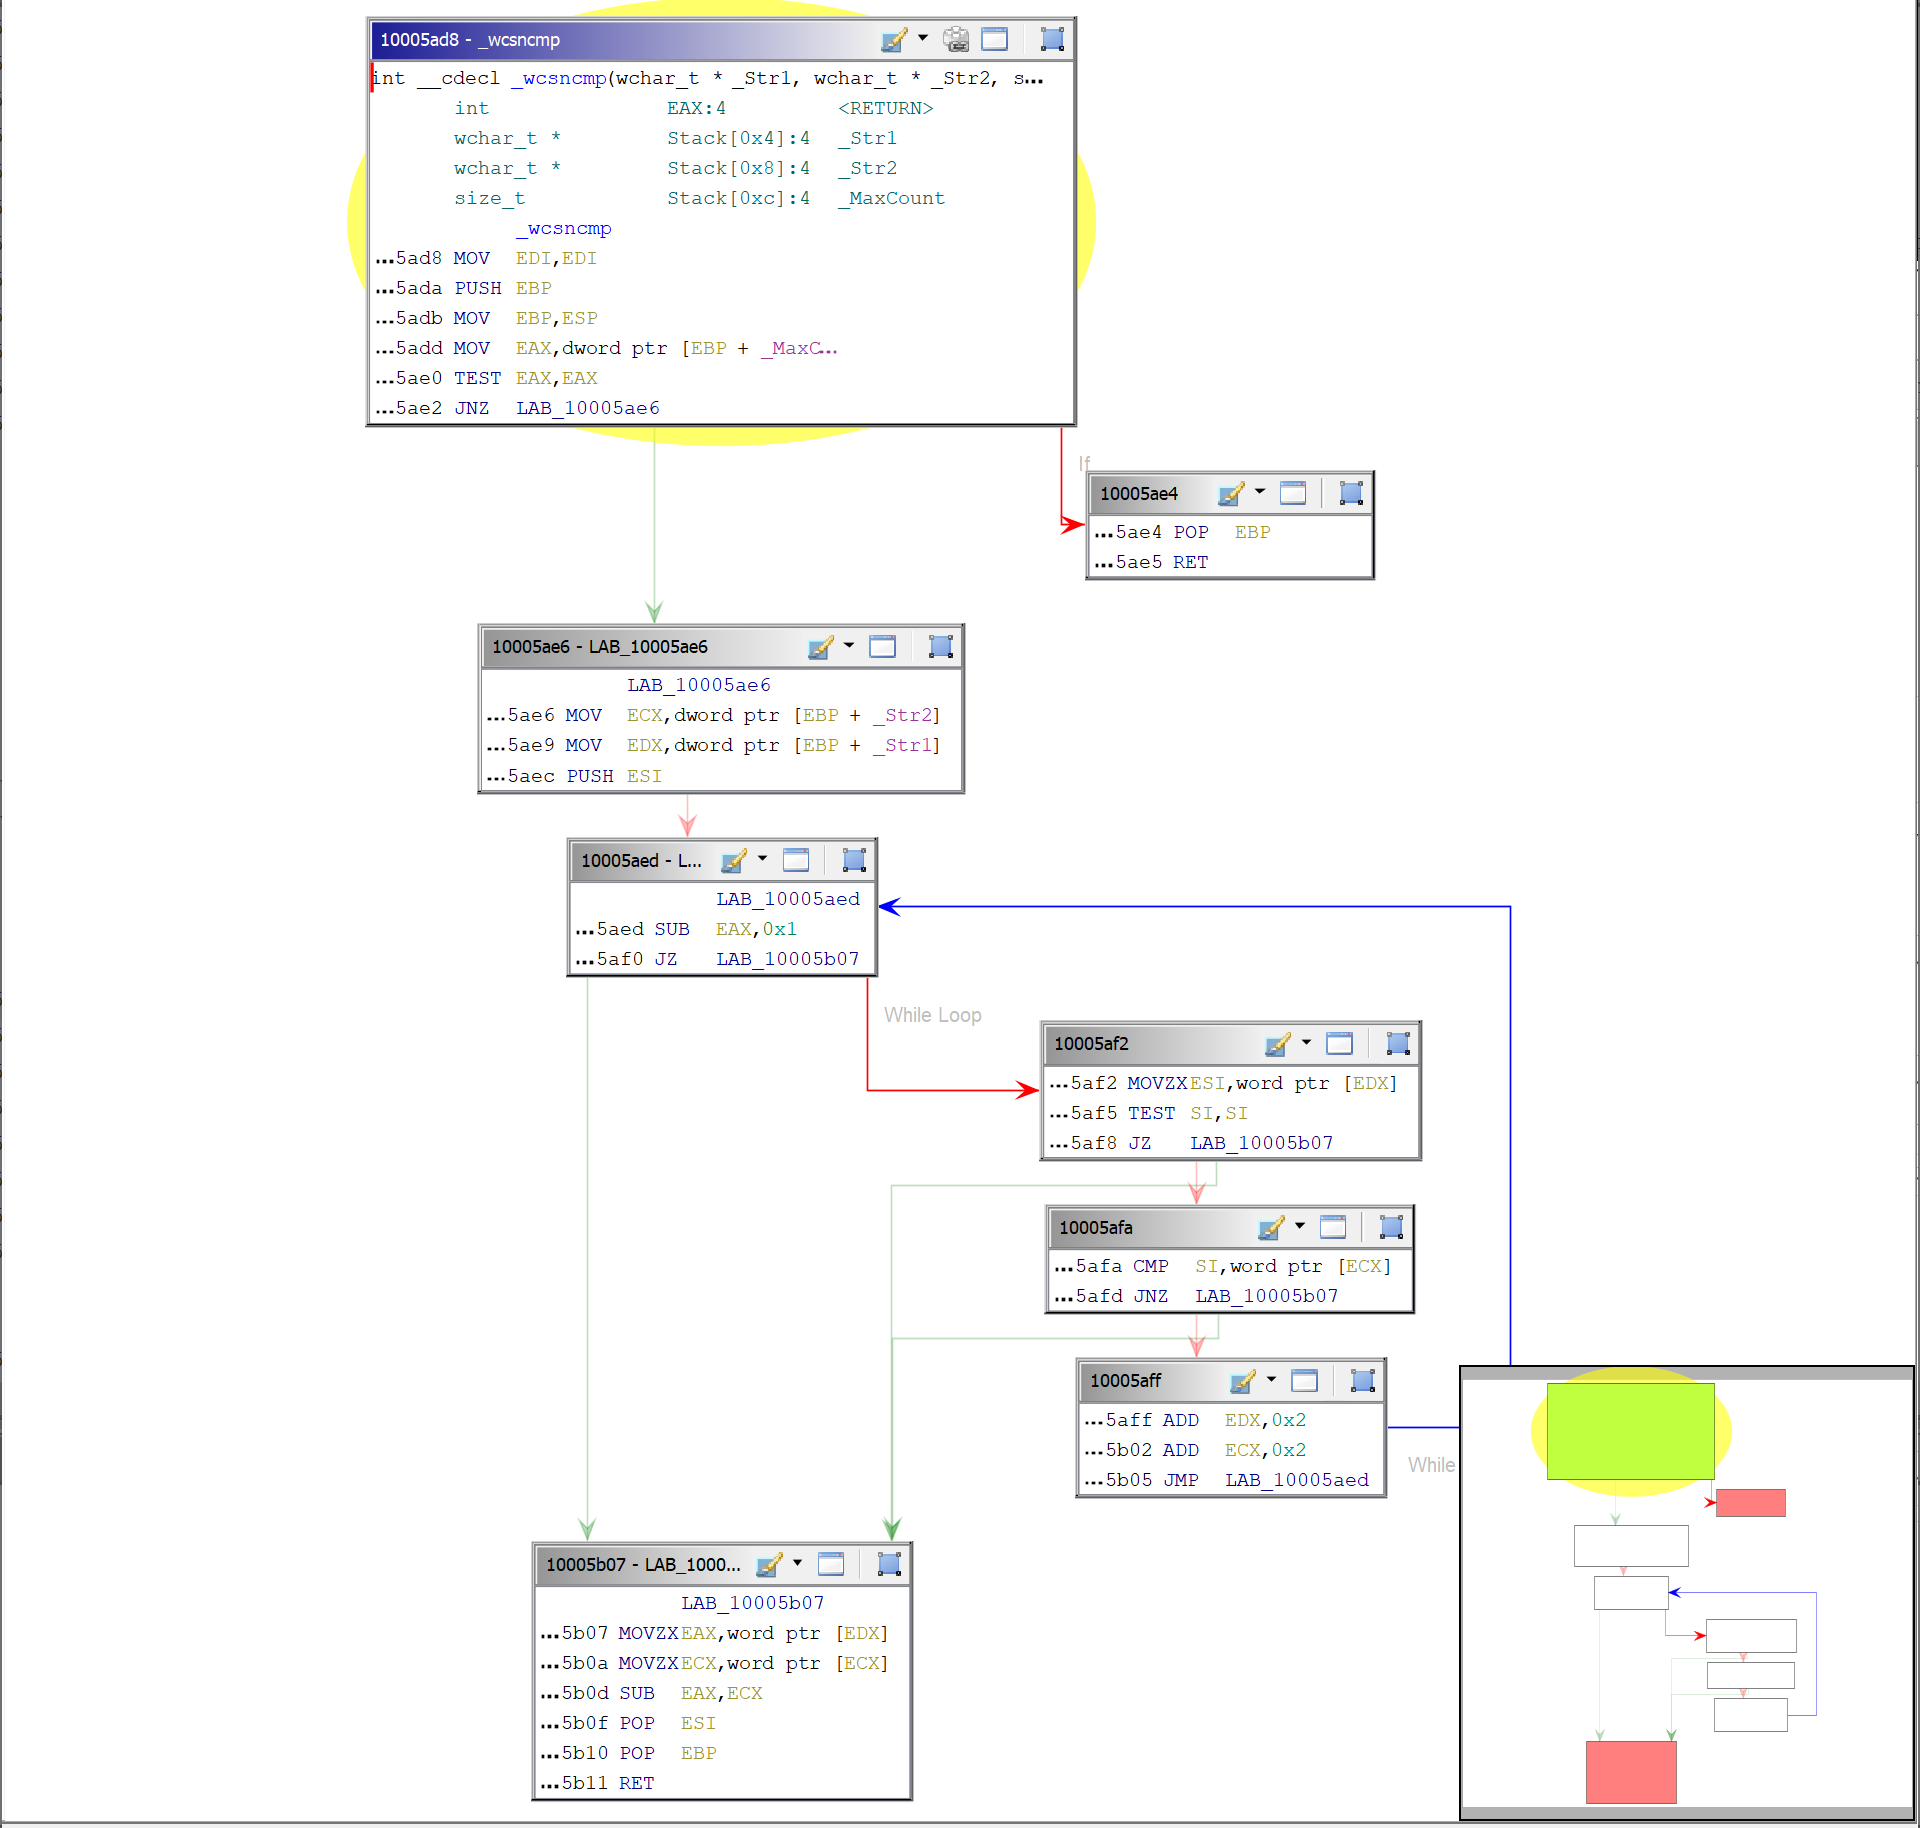 10005ad8 - _wcsncmp
int __cdecl _wcsncmp(wchar_t * _Str1, wchar_t * _Str2, s...
int EAX:4 <RETURN>
wchar_t * Stack[0x4]:4 _Str1
wchar_t * Stack[0x8]:4 _Str2
size_t Stack[0xc]:4 _MaxCount
_wcsncmp
...5ad8 MOV EDI,EDI
...5ada PUSH EBP
...5adb MOV EBP,ESP
...5add MOV EAX,dword ptr [EBP + _MaxC...
...5ae0 TEST EAX,EAX
...5ae2 JNZ LAB_10005ae6
If
10005ae4
...5ae4 POP EBP
...5ae5 RET
10005ae6 - LAB_10005ae6
LAB_10005ae6
...5ae6 MOV ECX,dword ptr [EBP + _Str2]
...5ae9 MOV EDX,dword ptr [EBP + _Str1]
...5aec PUSH ESI
10005aed - L...
LAB_10005aed
...5aed SUB EAX,0x1
...5af0 JZ LAB_10005b07
While Loop
10005af2
...5af2 MOVZX ESI,word ptr [EDX]
...5af5 TEST SI,SI
...5af8 JZ LAB_10005b07
10005afa
...5afa CMP SI,word ptr [ECX]
...5afd JNZ LAB_10005b07
10005aff
...5aff ADD EDX,0x2
...5b02 ADD ECX,0x2
...5b05 JMP LAB_10005aed
While
10005b07 - LAB_1000...
LAB_10005b07
...5b07 MOVZX EAX,word ptr [EDX]
...5b0a MOVZX ECX,word ptr [ECX]
...5b0d SUB EAX,ECX
...5b0f POP ESI
...5b10 POP EBP
...5b11 RET